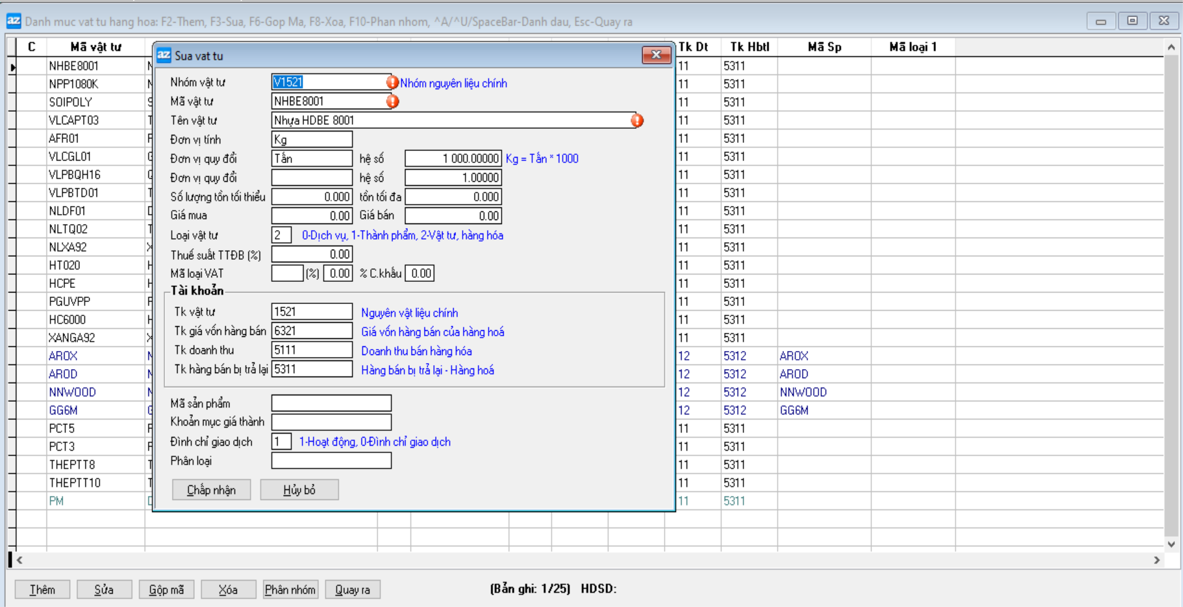 Danh muc vat tu hang hoa: F2-Them, F3-Sua, F6-Gop Ma, F8-Xoa, F10-Phan nhom, ^A/^U/SpaceBar-Danh dau, Esc-Quay ra
C Mã vật tư Tk Dt Tk Hbtl Mã Sp Mã loại 1
NHBE8001 11 5311
NPP1080K 11 5311
SOIPOLY 11 5311
VLCAPT03 11 5311
AFR01 11 5311
VLCGL01 11 5311
VLPBQH16 11 5311
VLPBTD01 11 5311
NLDF01 11 5311
NLTQ02 11 5311
NLXA92 11 5311
HT020 11 5311
HCPE 11 5311
PGUVPP 11 5311
HC6000 11 5311
XANGA92 11 5311
AROX 12 5312 AROX
AROD 12 5312 AROD
NNWOOD 12 5312 NNWOOD
GG6M 12 5312 GG6M
PCT5 11 5311
PCT3 11 5311
THEPTT8 11 5311
THEPTT10 11 5311
PM 11 5311
Sua vat tu
Nhóm vật tư V1521 Nhóm nguyên liệu chính
Mã vật tư NHBE8001
Tên vật tư Nhựa HDBE 8001
Đơn vị tính Kg
Đơn vị quy đổi Tấn hệ số 1 000.00000 Kg = Tấn * 1000
Đơn vị quy đổi hệ số 1.00000
Số lượng tồn tối thiểu 0.000 tồn tối đa 0.000
Giá mua 0.00 Giá bán 0.00
Loại vật tư 2 0-Dịch vụ, 1-Thành phẩm, 2-Vật tư, hàng hóa
Thuế suất TTĐB (%) 0.00
Mã loại VAT (%) 0.00 % C.khấu 0.00
Tài khoản
Tk vật tư 1521 Nguyên vật liệu chính
Tk giá vốn hàng bán 6321 Giá vốn hàng bán của hàng hoá
Tk doanh thu 5111 Doanh thu bán hàng hóa
Tk hàng bán bị trả lại 5311 Hàng bán bị trả lại - Hàng hoá
Mã sản phẩm
Khoản mục giá thành
Đình chỉ giao dịch 1 1-Hoạt động, 0-Đình chỉ giao dịch
Phân loại
Chấp nhận Hủy bỏ
Thêm Sửa Gộp mã Xóa Phân nhóm Quay ra (Bản ghi: 1/25) HDSD: